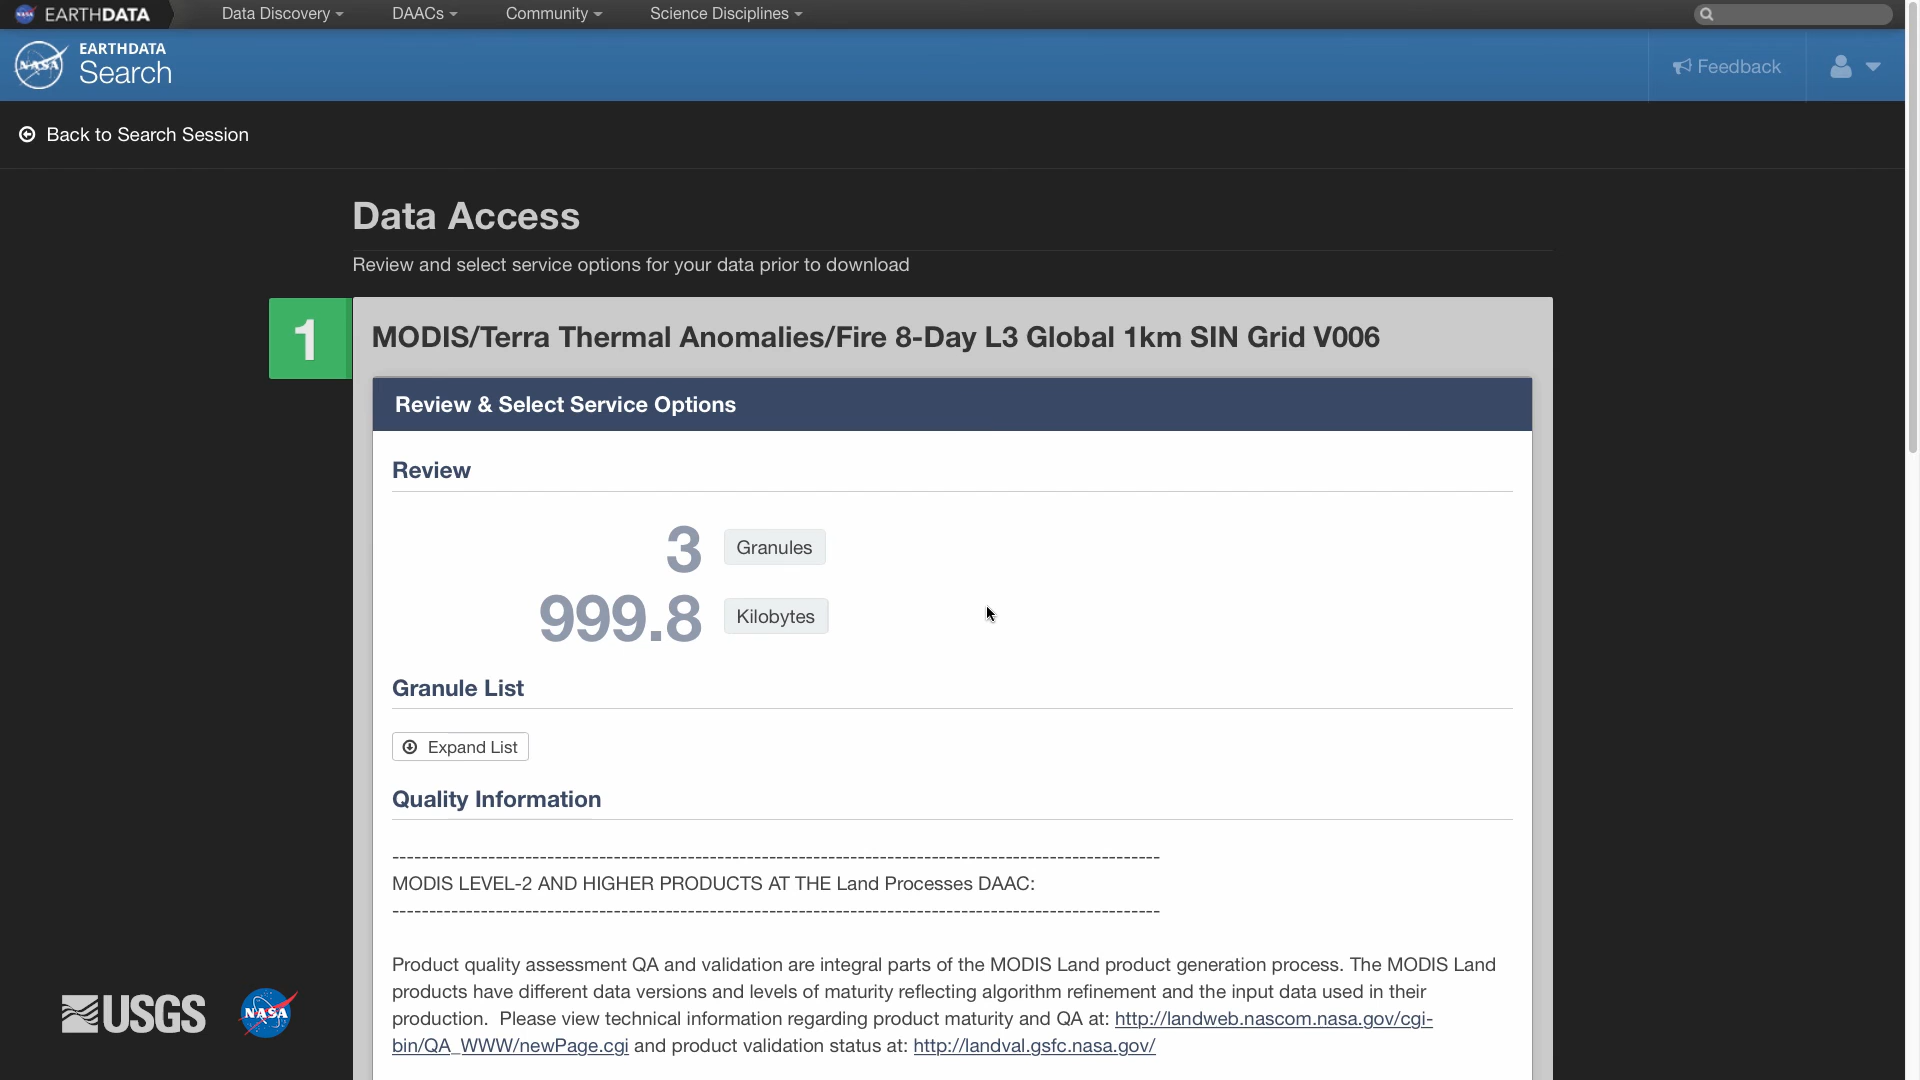 EARTHDATA
Data Discovery
DAACs
Community
Science Disciplines
NASA
EARTHDATA
Search
Feedback
Back to Search Session
Data Access
Review and select service options for your data prior to download
1
MODIS/Terra Thermal Anomalies/Fire 8-Day L3 Global 1km SIN Grid V006
Review & Select Service Options
Review
3 Granules
999.8 Kilobytes
Granule List
Expand List
Quality Information
--------------------------------------------------------------------------------------------------------
MODIS LEVEL-2 AND HIGHER PRODUCTS AT THE Land Processes DAAC:
--------------------------------------------------------------------------------------------------------
Product quality assessment QA and validation are integral parts of the MODIS Land product generation process. The MODIS Land
products have different data versions and levels of maturity reflecting algorithm refinement and the input data used in their
production.  Please view technical information regarding product maturity and QA at: http://landweb.nascom.nasa.gov/cgi-
bin/QA_WWW/newPage.cgi and product validation status at: http://landval.gsfc.nasa.gov/
USGS
NASA